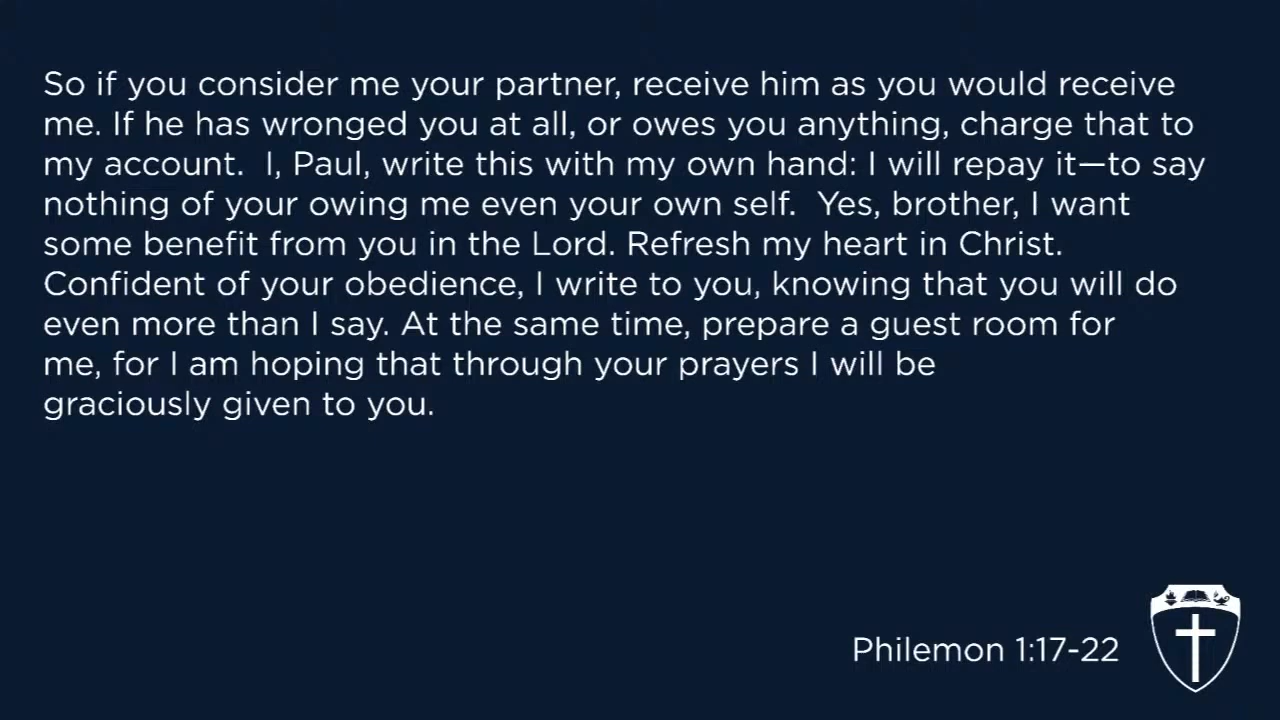 So if you consider me your partner, receive him as you would receive
me. If he has wronged you at all, or owes you anything, charge that to
my account.  I, Paul, write this with my own hand: I will repay it—to say
nothing of your owing me even your own self.  Yes, brother, I want
some benefit from you in the Lord. Refresh my heart in Christ.
Confident of your obedience, I write to you, knowing that you will do
even more than I say. At the same time, prepare a guest room for
me, for I am hoping that through your prayers I will be
graciously given to you.
Philemon 1:17-22